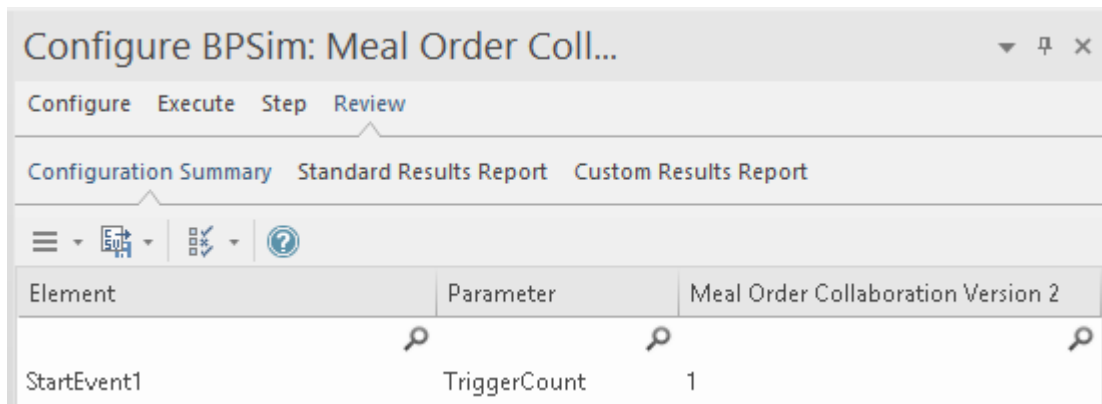 Configure BPSim: Meal Order Coll...
Configure Execute Step Review
Configuration Summary Standard Results Report Custom Results Report
Element Parameter Meal Order Collaboration Version 2
StartEvent1 TriggerCount 1